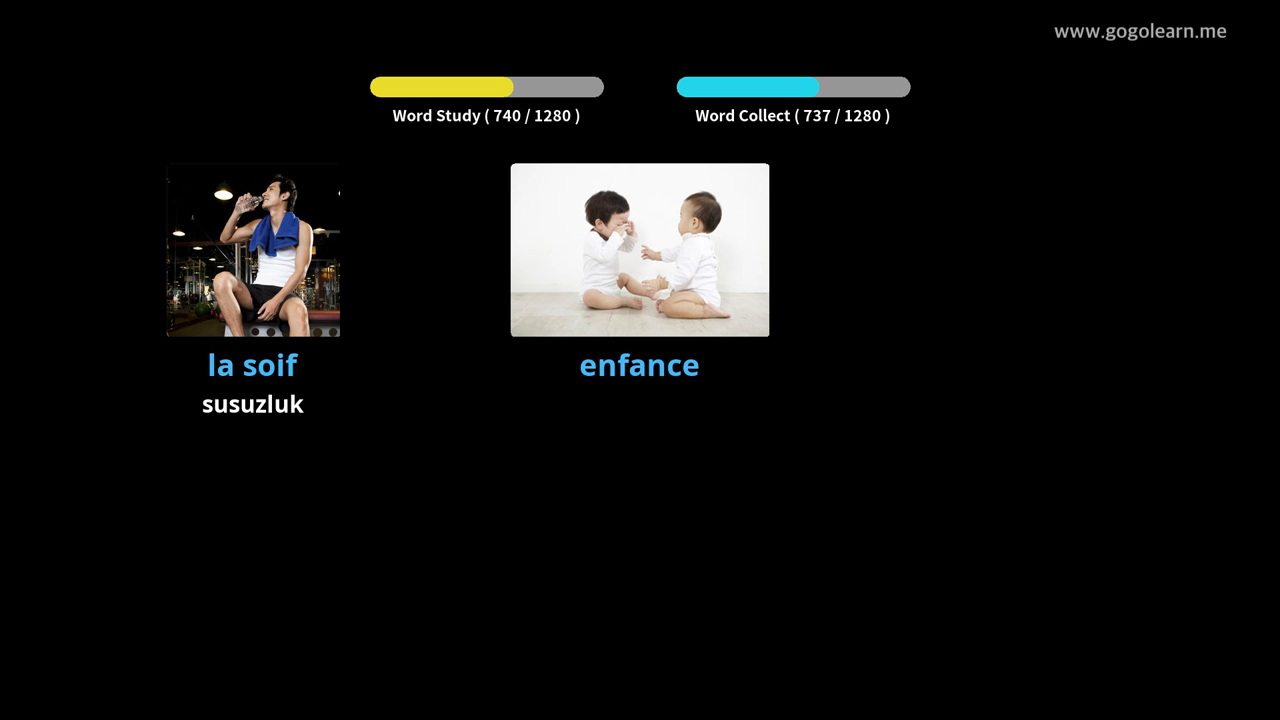 www.gogolearn.me
Word Study ( 740 / 1280 )
Word Collect ( 737 / 1280 )
la soif
susuzluk
enfance